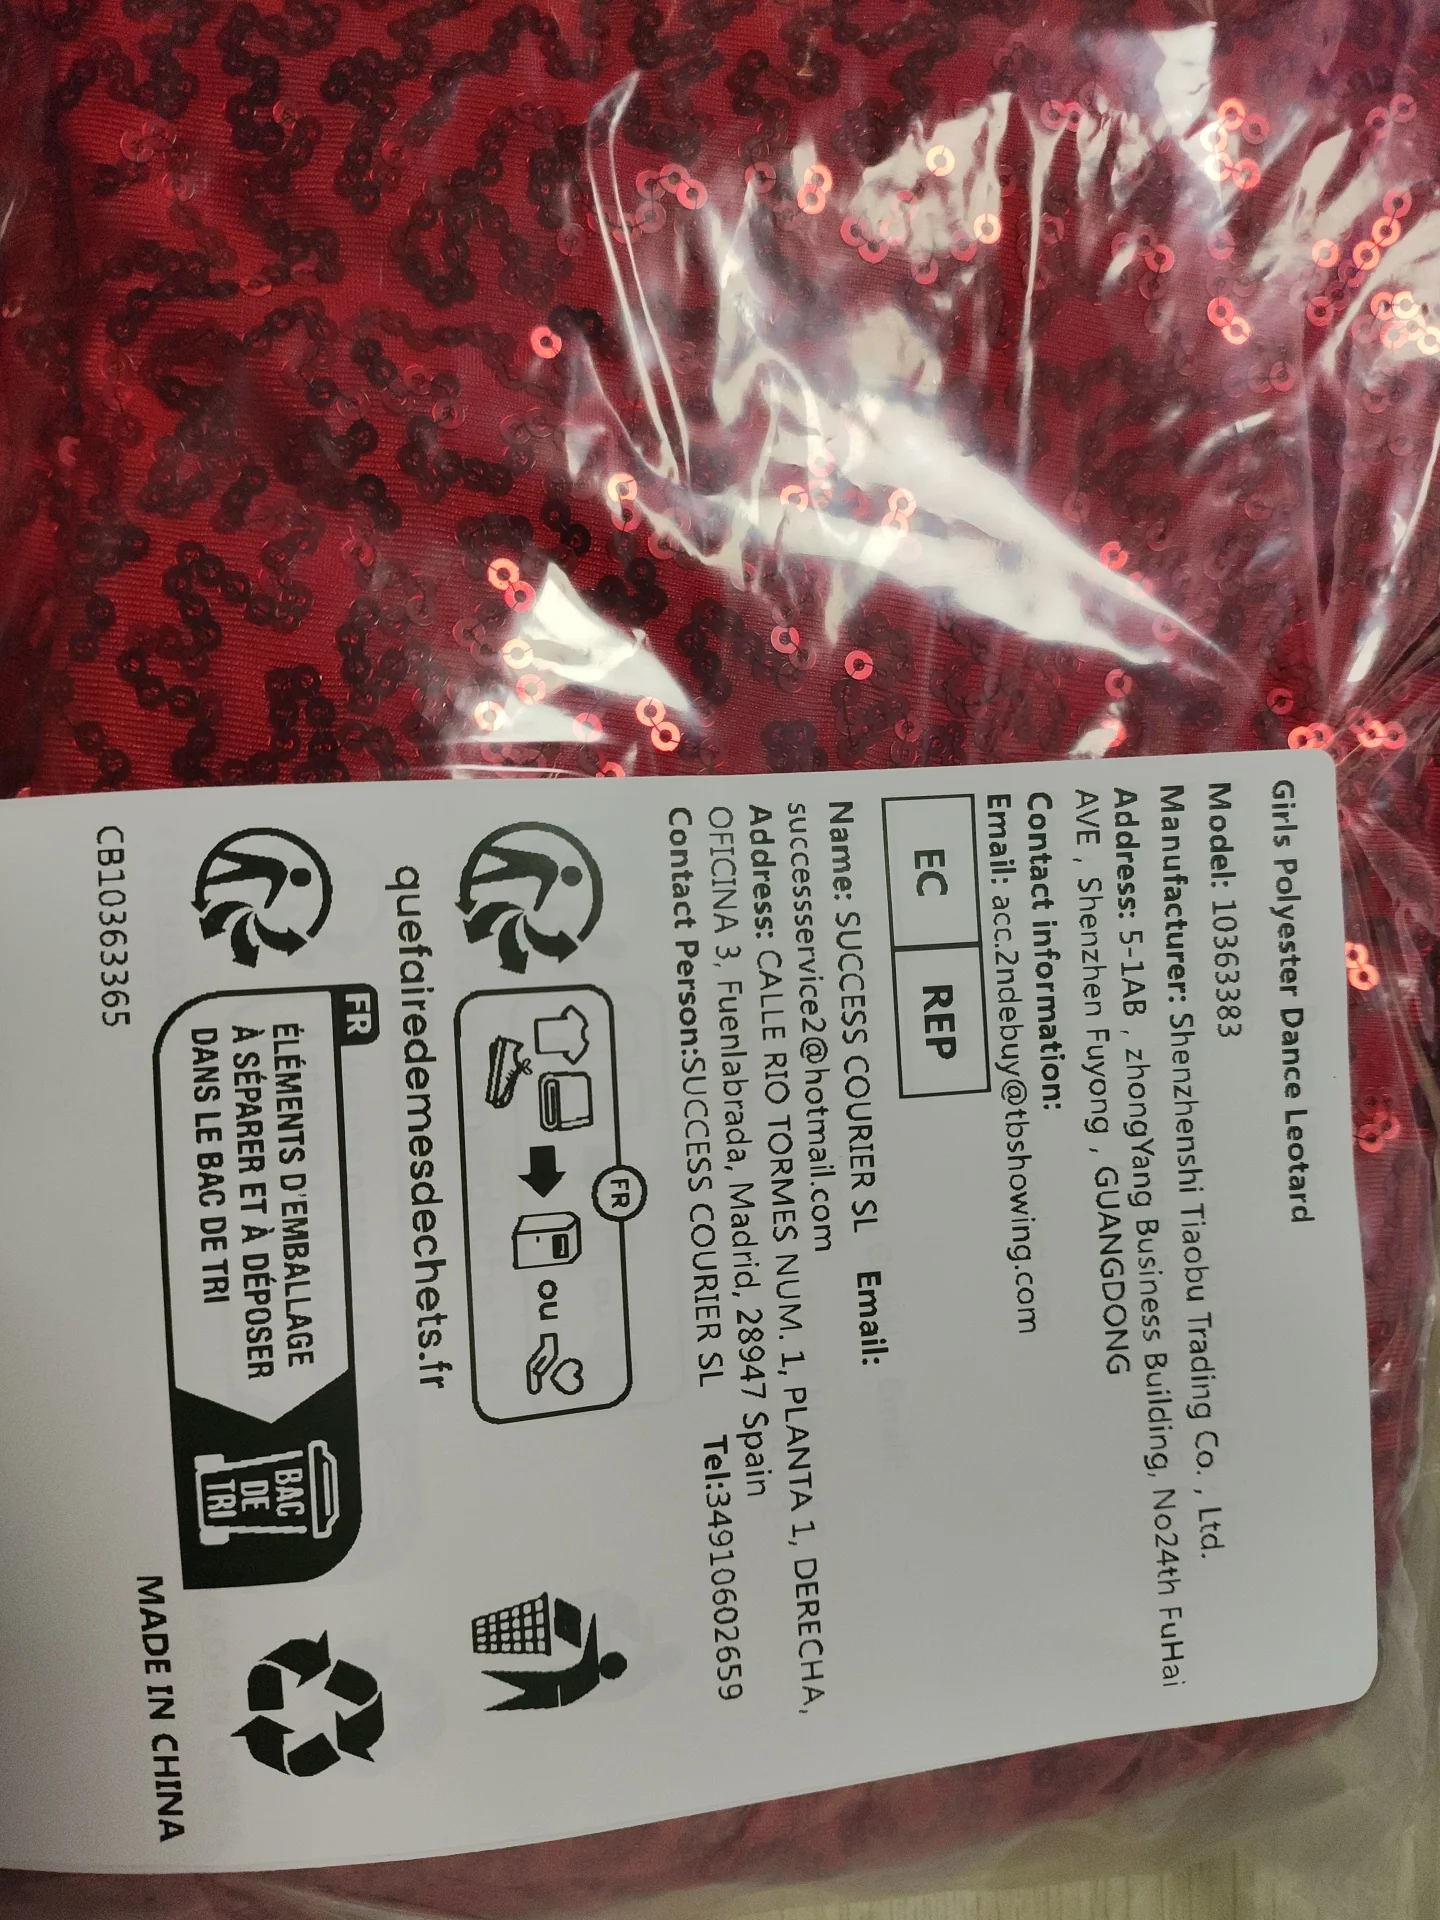 Girls Polyester Dance Leotard
Model: 10363383
Manufacturer: Shenzhenshi Tiaobu Trading Co. , Ltd.
Address: 5-1AB , zhongYang Business Building, No24th FuHai
AVE , Shenzhen Fuyong , GUANGDONG
Contact information:
Email: acc.2ndebuy@tbshowing.com
EC REP
Name: SUCCESS COURIER SL Email:
successservice2@hotmail.com
Address: CALLE RIO TORMES NUM. 1, PLANTA 1, DERECHA,
OFICINA 3, Fuenlabrada, Madrid, 28947 Spain
Contact Person:SUCCESS COURIER SL Tel:34910602659
FR
ou
quefairedemesdechets.fr
FR
ÉLÉMENTS D'EMBALLAGE
À SÉPARER ET À DÉPOSER
DANS LE BAC DE TRI
BAC
DE
TRI
MADE IN CHINA
CB10363365